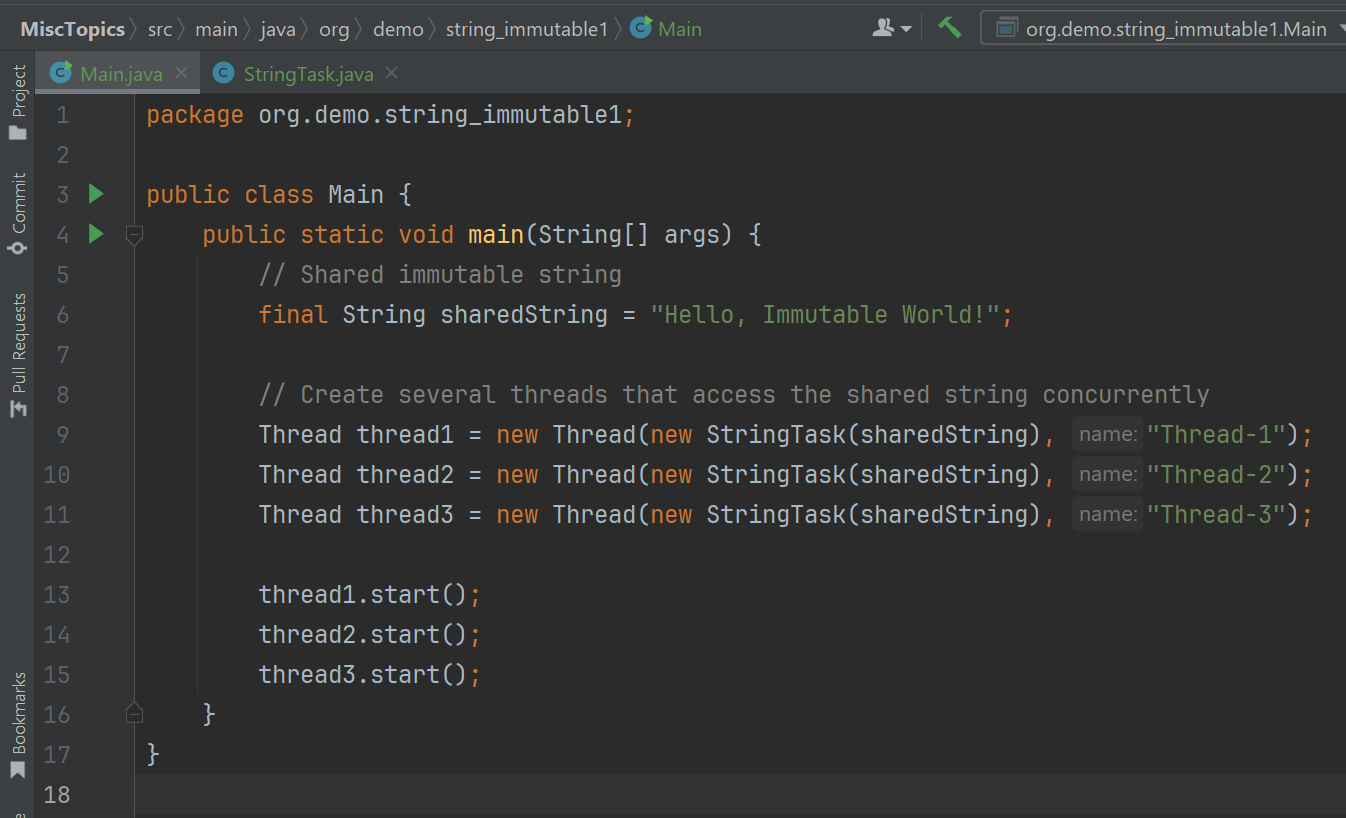 MiscTopics src main java org demo string_immutable1 Main org.demo.string_immutable1.Main
Main.java StringTask.java
Project
Commit
Pull Requests
Bookmarks
1 package org.demo.string_immutable1;
2
3 public class Main {
4 public static void main(String[] args) {
5 // Shared immutable string
6 final String sharedString = "Hello, Immutable World!";
7
8 // Create several threads that access the shared string concurrently
9 Thread thread1 = new Thread(new StringTask(sharedString), name: "Thread-1");
10 Thread thread2 = new Thread(new StringTask(sharedString), name: "Thread-2");
11 Thread thread3 = new Thread(new StringTask(sharedString), name: "Thread-3");
12
13 thread1.start();
14 thread2.start();
15 thread3.start();
16 }
17 }
18